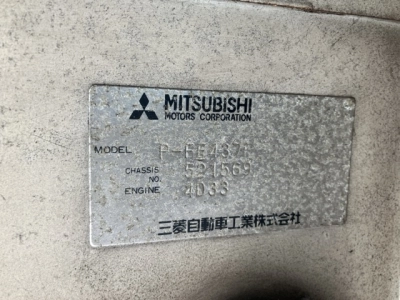 MITSUBISHI
MOTORS CORPORATION
MODEL P-FE437F
CHASSIS NO. 521569
ENGINE 4D33
三菱自動車工業株式会社